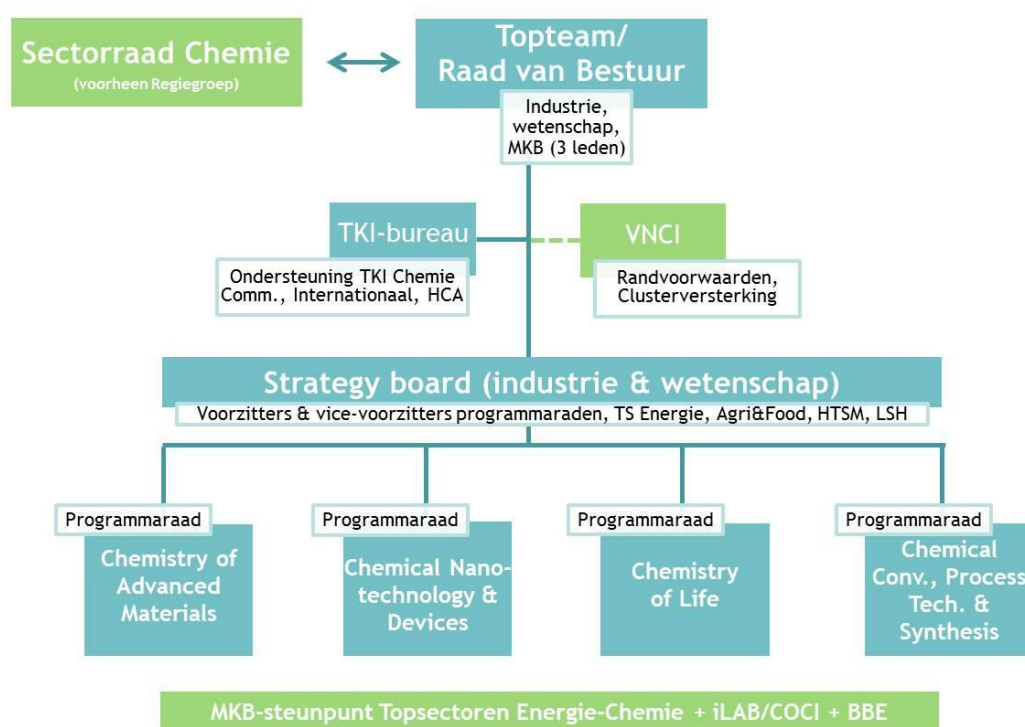 Sectorraad Chemie
(voorheen Regiegroep)
Topteam/
Raad van Bestuur
Industrie,
wetenschap,
MKB (3 leden)
TKI-bureau
Ondersteuning TKI Chemie
Comm., Internationaal, HCA
VNCI
Randvoorwaarden,
Clusterversterking
Strategy board (industrie & wetenschap)
Voorzitters & vice-voorzitters programmaraden, TS Energie, Agri&Food, HTSM, LSH
Programmaraad
Chemistry of
Advanced
Materials
Programmaraad
Chemical Nano-
technology &
Devices
Programmaraad
Chemistry
of Life
Programmaraad
Chemical
Conv., Process
Tech. &
Synthesis
MKB-steunpunt Topsectoren Energie-Chemie + iLAB/COCI + BBE